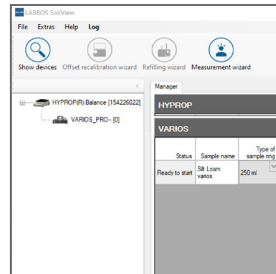 LABROS SoilView
File Extras Help Log
Show devices Offset recalibration wizard Refilling wizard Measurement wizard
Manager
HYPROP(R) Balance [154226022]
VARIOS_PRO- [0]
HYPROP
VARIOS
Status Sample name Type of sample ring
Ready to start Silt Loam varios 250 ml